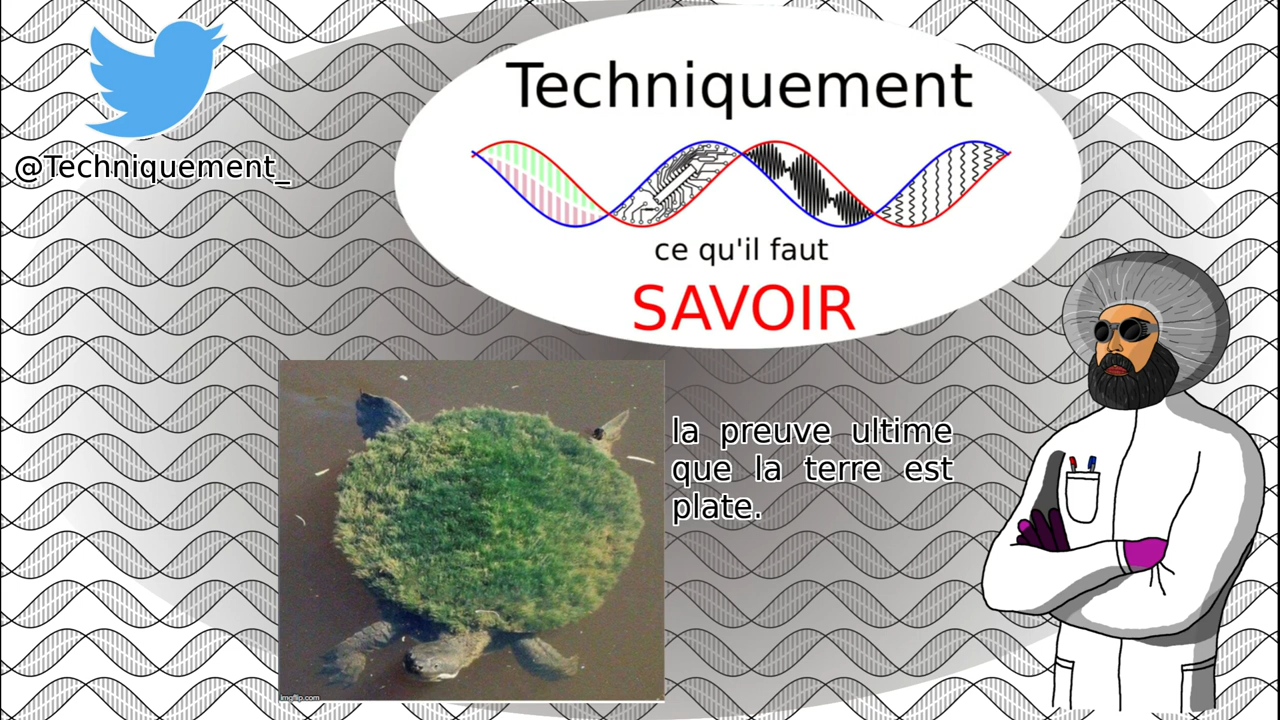 @Techniquement_
Techniquement
ce qu'il faut
SAVOIR
la preuve ultime
que la terre est
plate.
imgflip.com